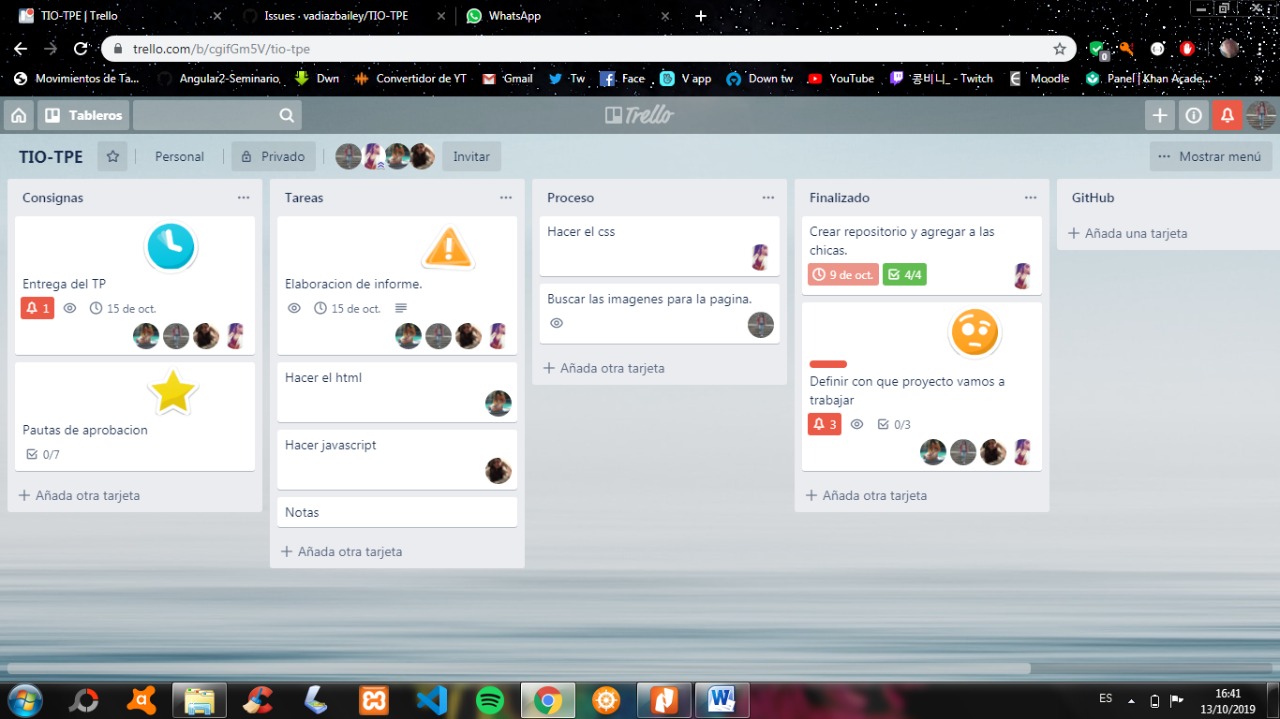 TIO-TPE | Trello
Issues · vadiazbailey/TIO-TPE
WhatsApp
trello.com/b/cgifGm5V/tio-tpe
0
Movimientos de Ta...
Angular2-Seminario,
Dwn
Convertidor de YT
Gmail
Tw
Face
V app
Down tw
YouTube
콩비니_ - Twitch
Moodle
Panel | Khan Acade...
»
Tableros
Trello
TIO-TPE
Personal
Privado
Invitar
Mostrar menú
Consignas
Entrega del TP
1
15 de oct.
Pautas de aprobacion
0/7
Añada otra tarjeta
Tareas
Elaboracion de informe.
15 de oct.
Hacer el html
Hacer javascript
Notas
Añada otra tarjeta
Proceso
Hacer el css
Buscar las imagenes para la pagina.
Añada otra tarjeta
Finalizado
Crear repositorio y agregar a las
chicas.
9 de oct.
4/4
Definir con que proyecto vamos a
trabajar
3
0/3
Añada otra tarjeta
GitHub
Añada una tarjeta
ES
16:41
13/10/2019